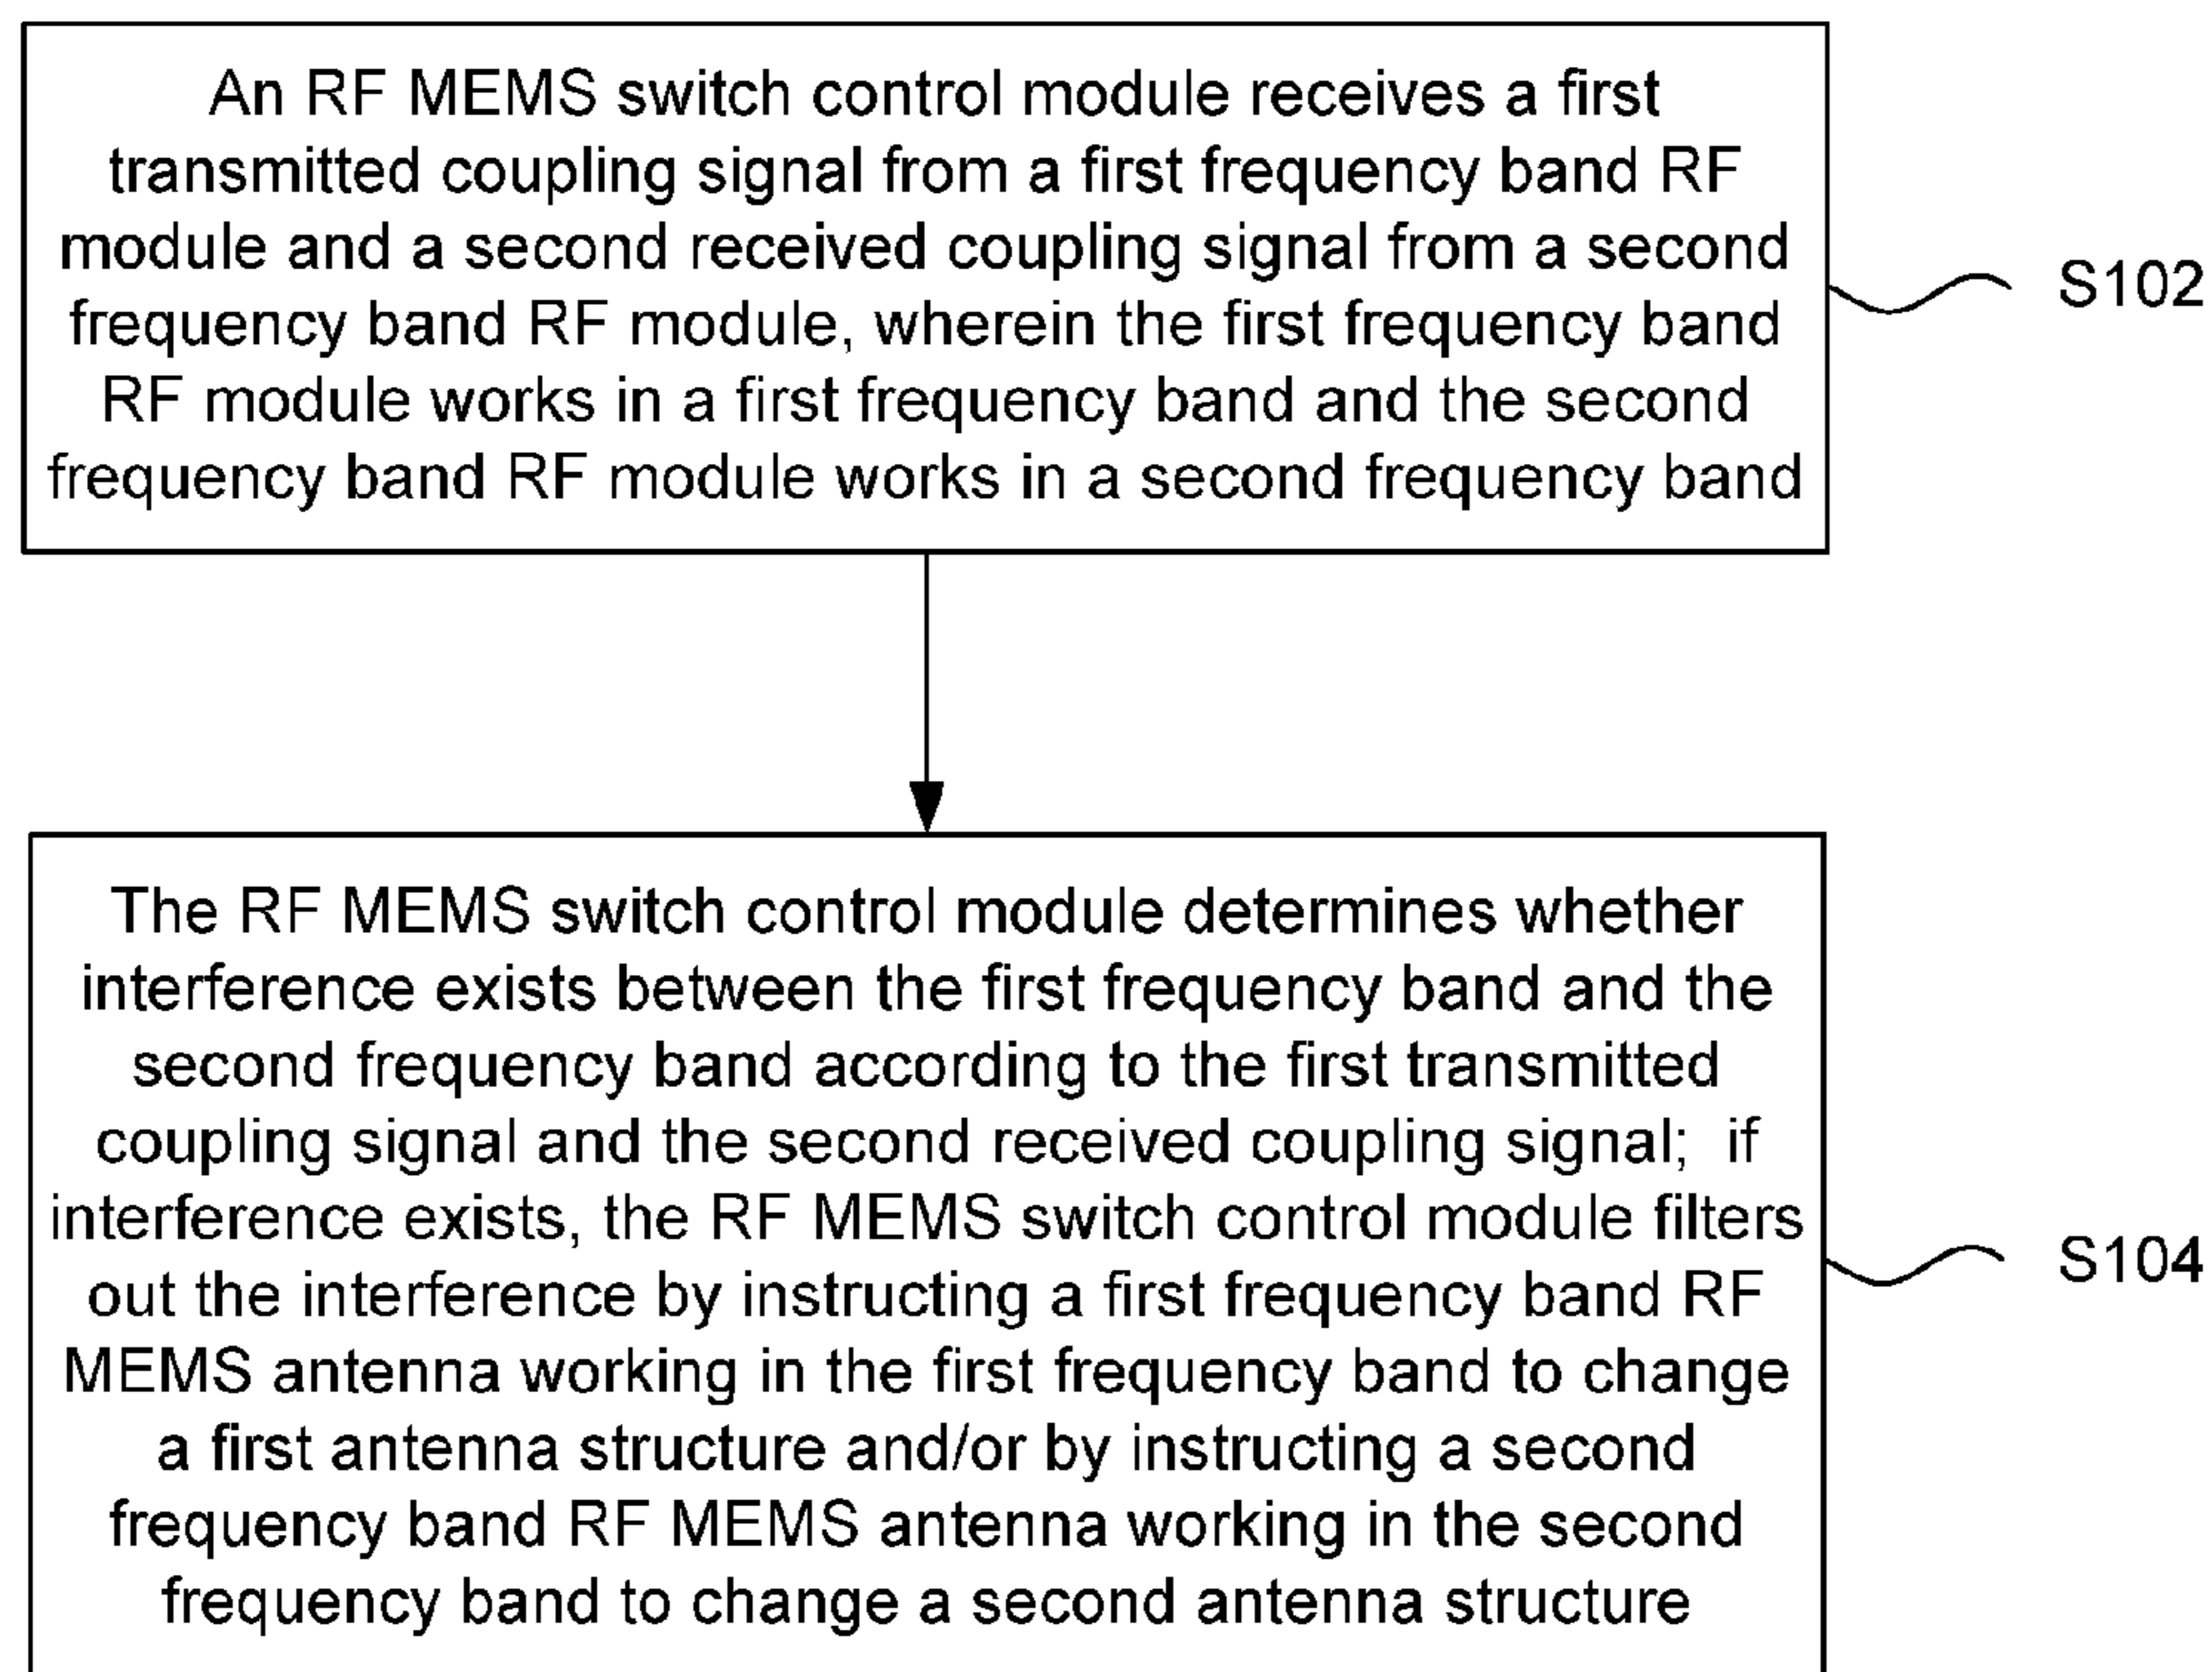 An RF MEMS switch control module receives a first
transmitted coupling signal from a first frequency band RF
module and a second received coupling signal from a second
frequency band RF module, wherein the first frequency band
RF module works in a first frequency band and the second
frequency band RF module works in a second frequency band
S102
The RF MEMS switch control module determines whether
interference exists between the first frequency band and the
second frequency band according to the first transmitted
coupling signal and the second received coupling signal; if
interference exists, the RF MEMS switch control module filters
out the interference by instructing a first frequency band RF
MEMS antenna working in the first frequency band to change
a first antenna structure and/or by instructing a second
frequency band RF MEMS antenna working in the second
frequency band to change a second antenna structure
S104